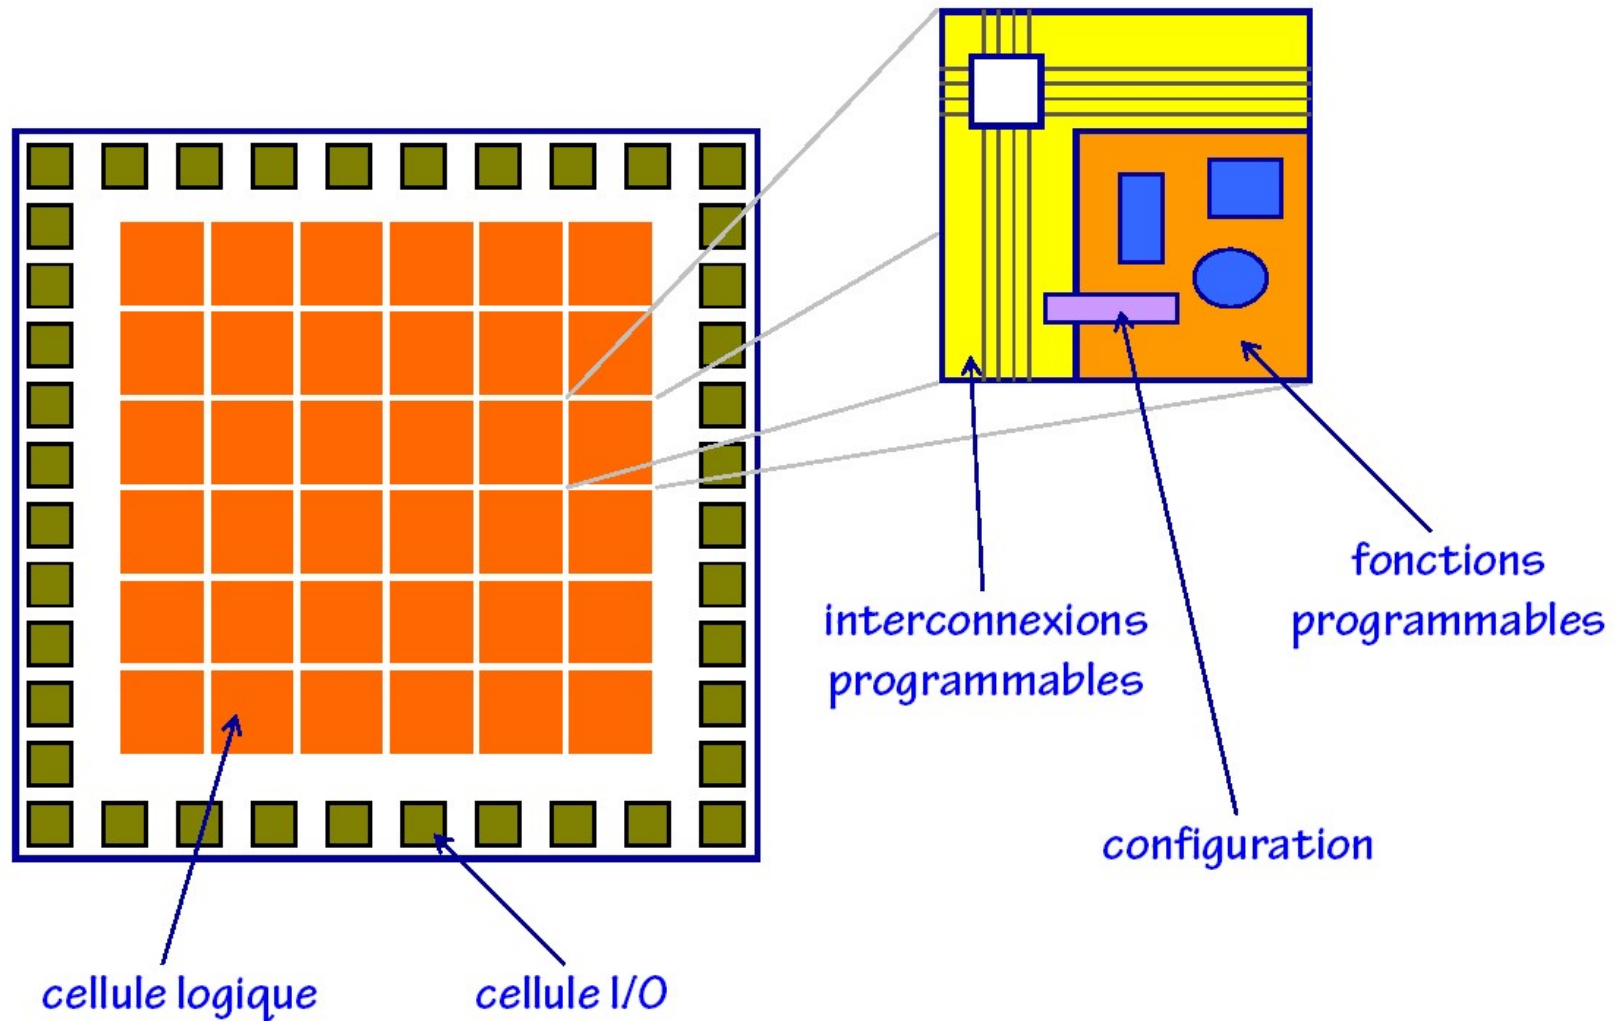 fonctions
programmables
interconnexions
programmables
configuration
cellule logique
cellule I/O